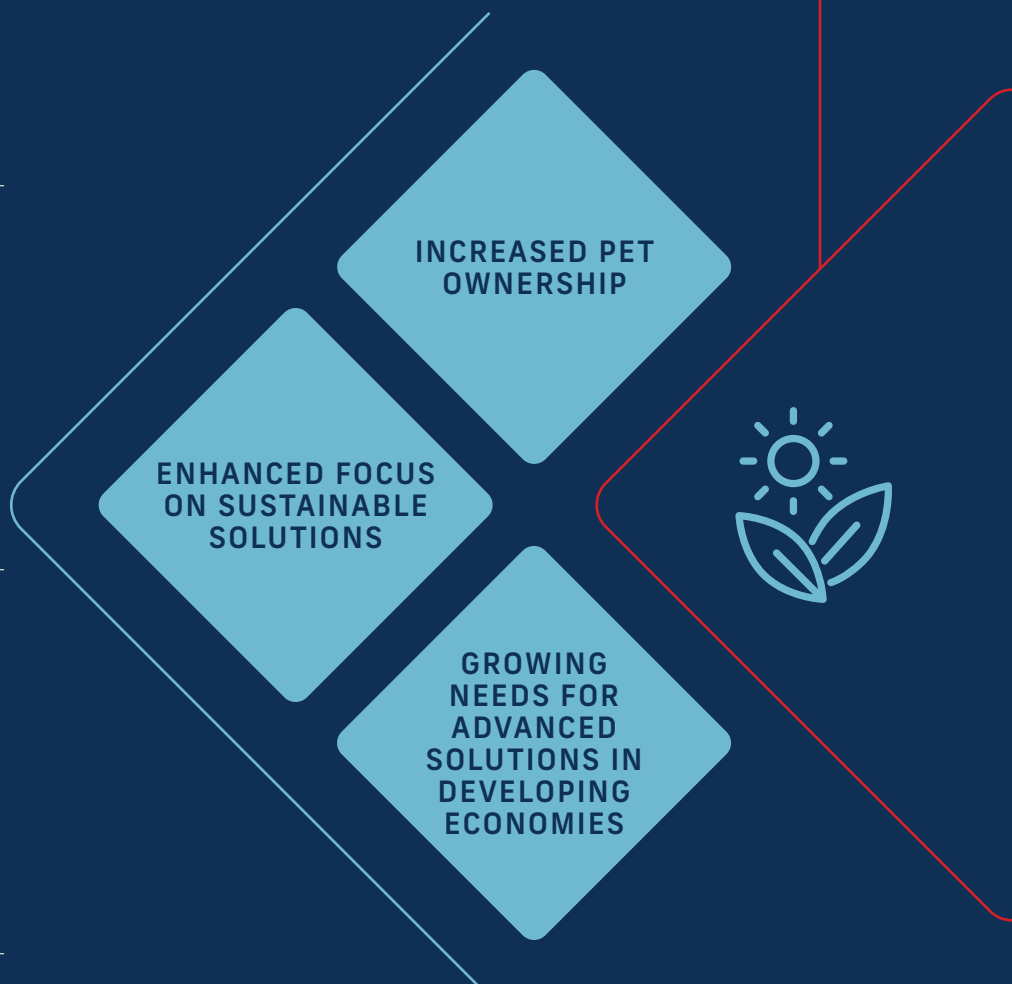 INCREASED PET
OWNERSHIP
ENHANCED FOCUS
ON SUSTAINABLE
SOLUTIONS
GROWING
NEEDS FOR
ADVANCED
SOLUTIONS IN
DEVELOPING
ECONOMIES